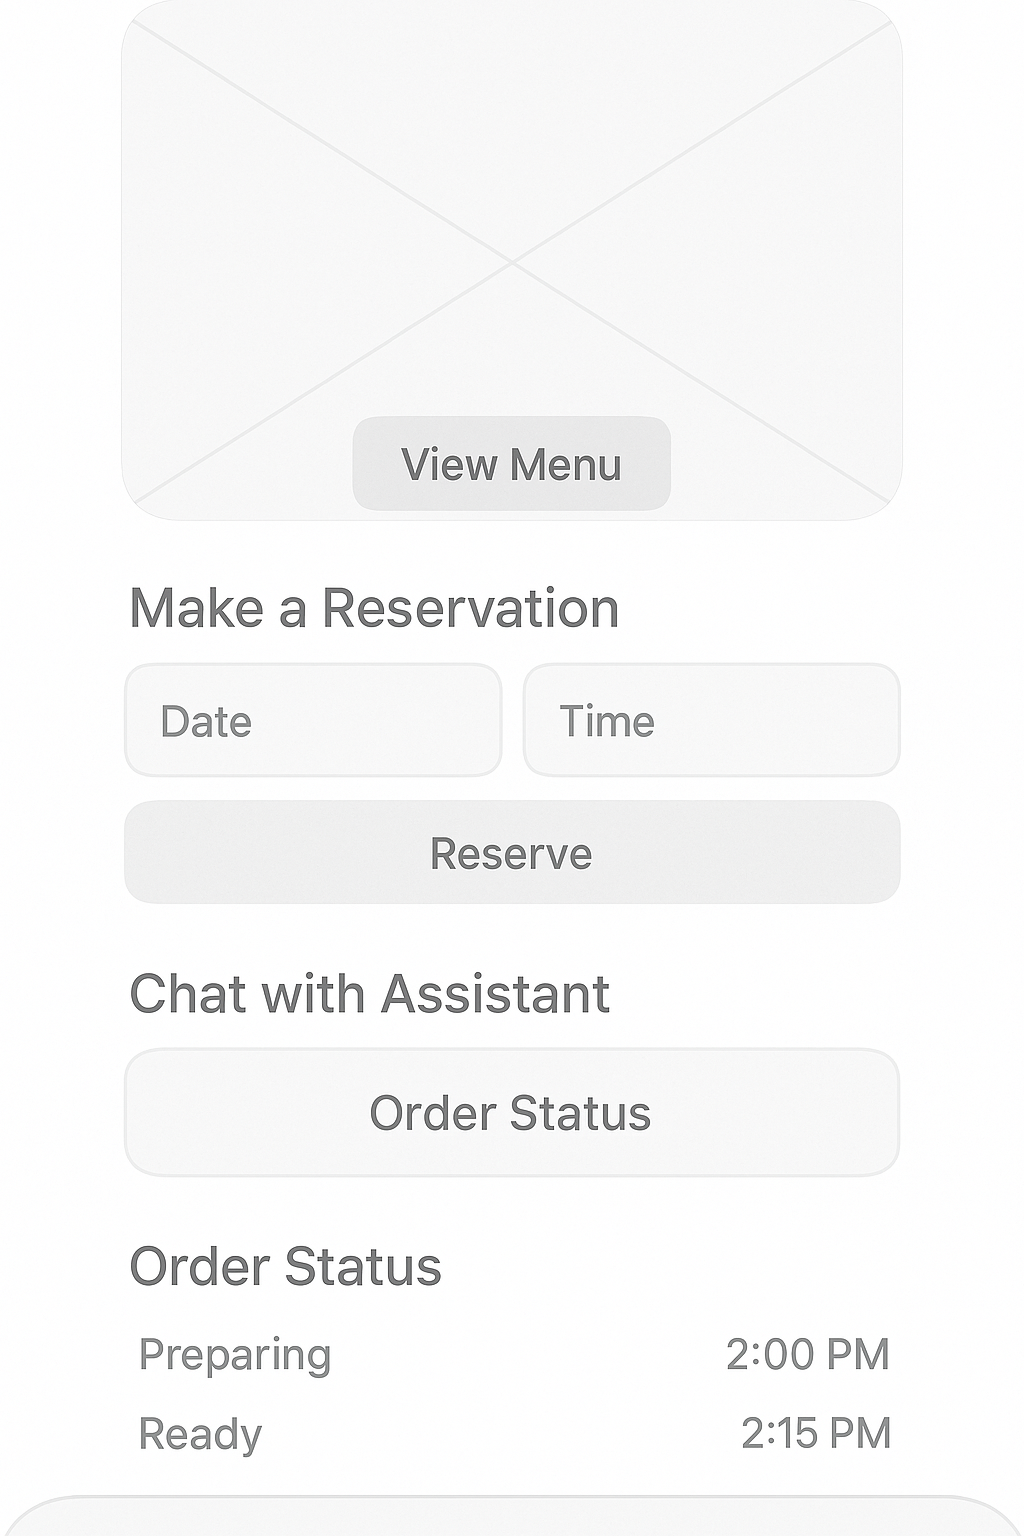 View Menu
Make a Reservation
Date Time
Reserve
Chat with Assistant
Order Status
Order Status
Preparing 2:00 PM
Ready 2:15 PM